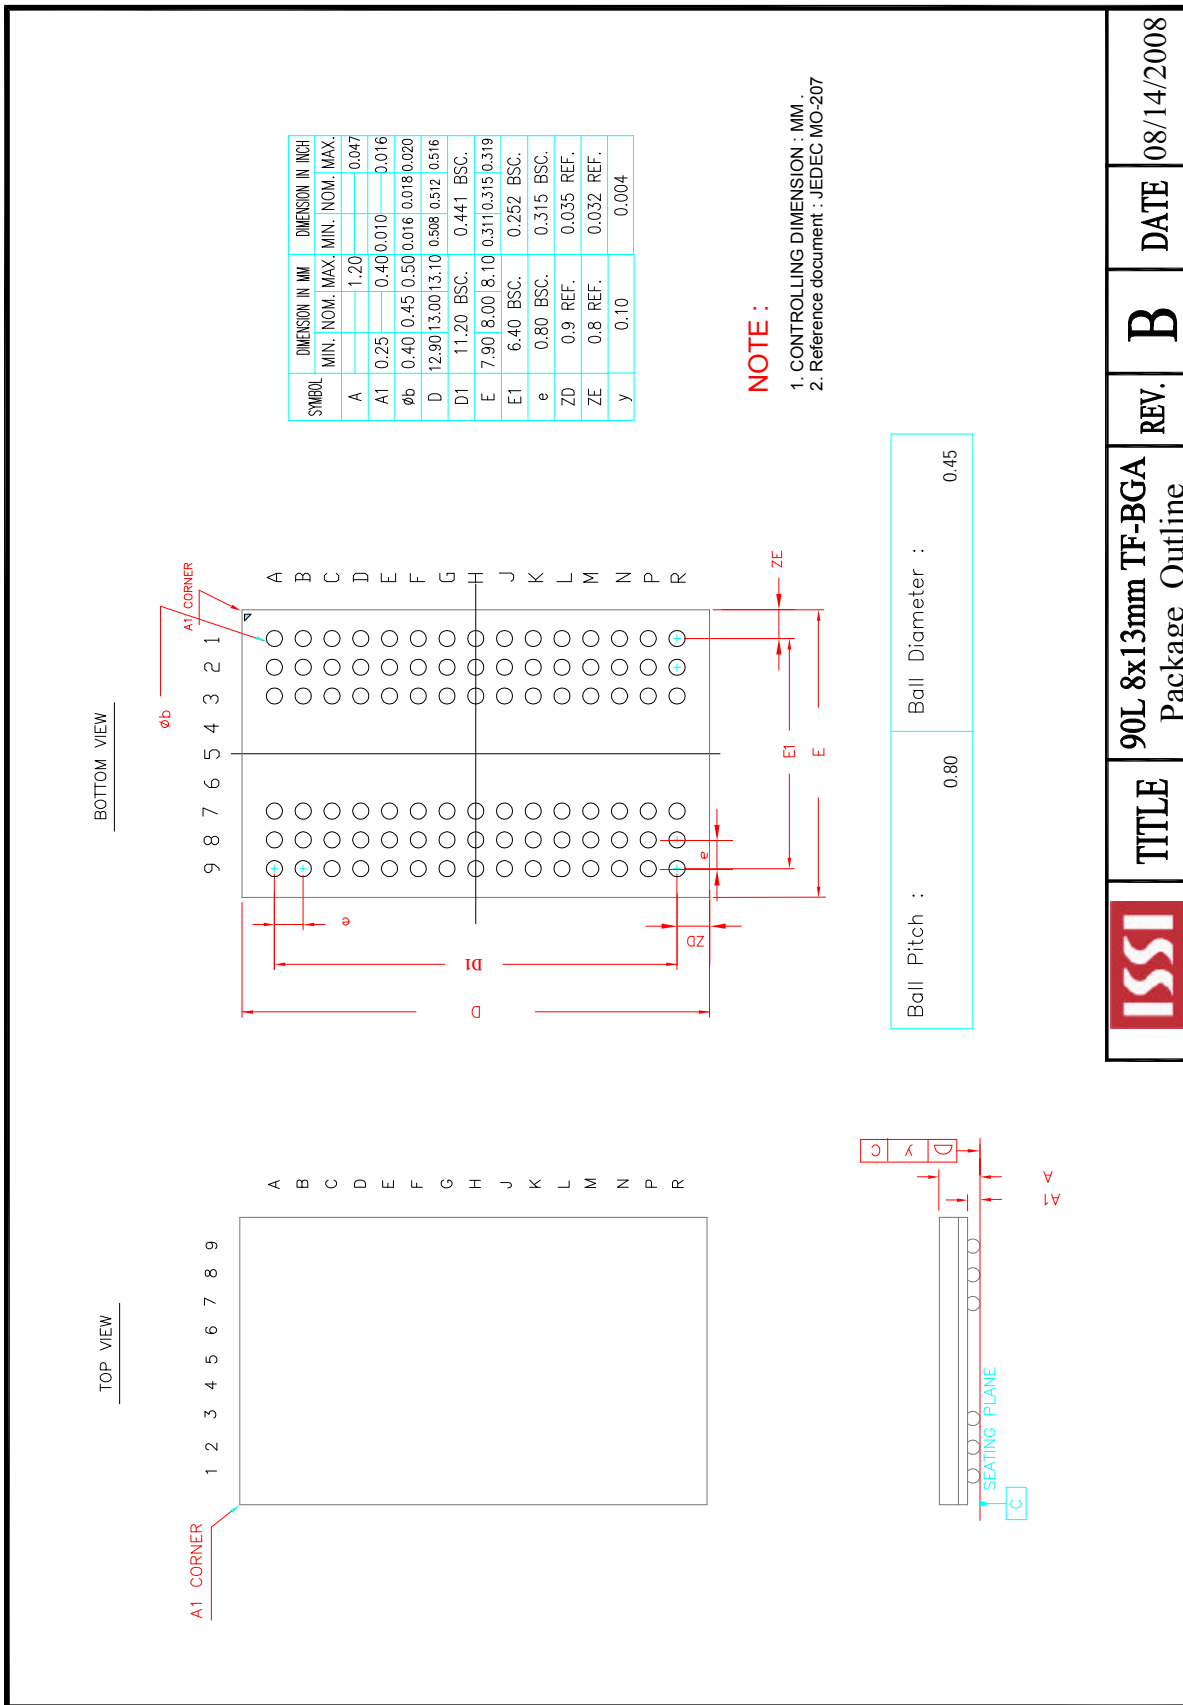 TOP VIEW
A1 CORNER
1 2 3 4 5 6 7 8 9
A
B
C
D
E
F
G
H
J
K
L
M
N
P
R
BOTTOM VIEW
øb
A1 CORNER
9 8 7 6 5 4 3 2 1
A
B
C
D
E
F
G
H
J
K
L
M
N
P
R
e
D1
D
ZD
e
E1
E
ZE
SYMBOL DIMENSION IN MM DIMENSION IN INCH
MIN. NOM. MAX. MIN. NOM. MAX.
A 1.20 0.047
A1 0.25 0.40 0.010 0.016
øb 0.40 0.45 0.50 0.016 0.018 0.020
D 12.90 13.00 13.10 0.508 0.512 0.516
D1 11.20 BSC. 0.441 BSC.
E 7.90 8.00 8.10 0.311 0.315 0.319
E1 6.40 BSC. 0.252 BSC.
e 0.80 BSC. 0.315 BSC.
ZD 0.9 REF. 0.035 REF.
ZE 0.8 REF. 0.032 REF.
y 0.10 0.004
NOTE :
1. CONTROLLING DIMENSION : MM .
2. Reference document : JEDEC MO-207
Ball Pitch : 0.80 Ball Diameter : 0.45
SEATING PLANE
C
A1
A
D y C
ISSI TITLE 90L 8x13mm TF-BGA
Package Outline
REV. B DATE 08/14/2008